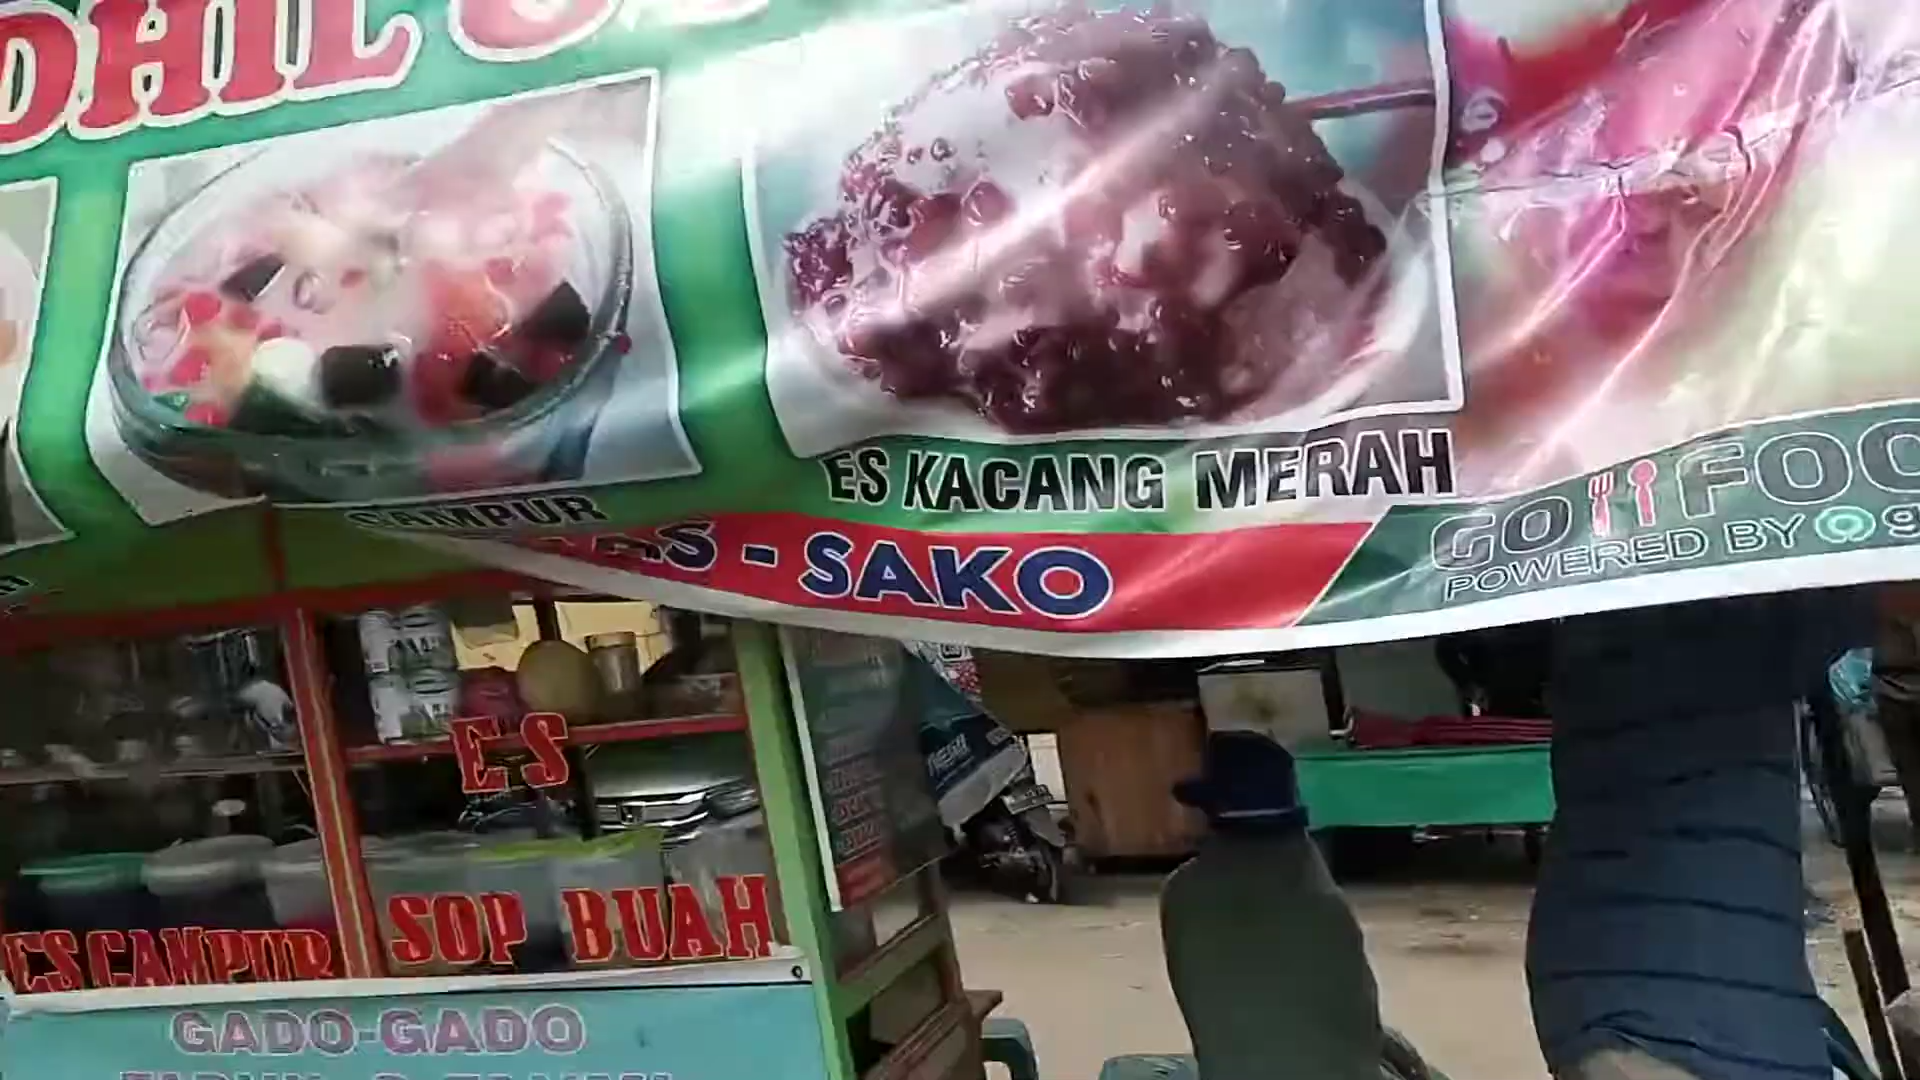 DHIL
CAMPUR
ES KACANG MERAH
- SAKO
GO FOO
POWERED BY g
ES
ES CAMPUR
SOP BUAH
GADO-GADO